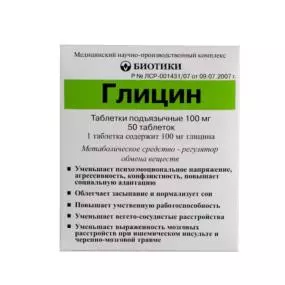 Медицинский научно-производственный комплекс
БИОТИКИ
Р № ЛСР-001431/07 от 09.07.2007 г.
Глицин
Таблетки подъязычные 100 мг
50 таблеток
1 таблетка содержит 100 мг глицина
Метаболическое средство - регулятор
обмена веществ
• Уменьшает психоэмоциональное напряжение,
агрессивность, конфликтность, повышает
социальную адаптацию
• Облегчает засыпание и нормализует сон
• Повышает умственную работоспособность
• Уменьшает вегето-сосудистые расстройства
• Уменьшает выраженность мозговых
расстройств при ишемическом инсульте и
черепно-мозговой травме